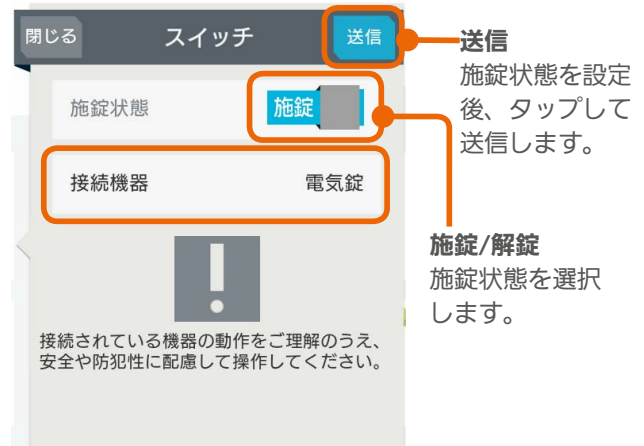 閉じる
スイッチ
送信
施錠状態
施錠
接続機器
電気錠
接続されている機器の動作をご理解のうえ、
安全や防犯性に配慮して操作してください。
送信
施錠状態を設定
後、タップして
送信します。
施錠/解錠
施錠状態を選択
します。